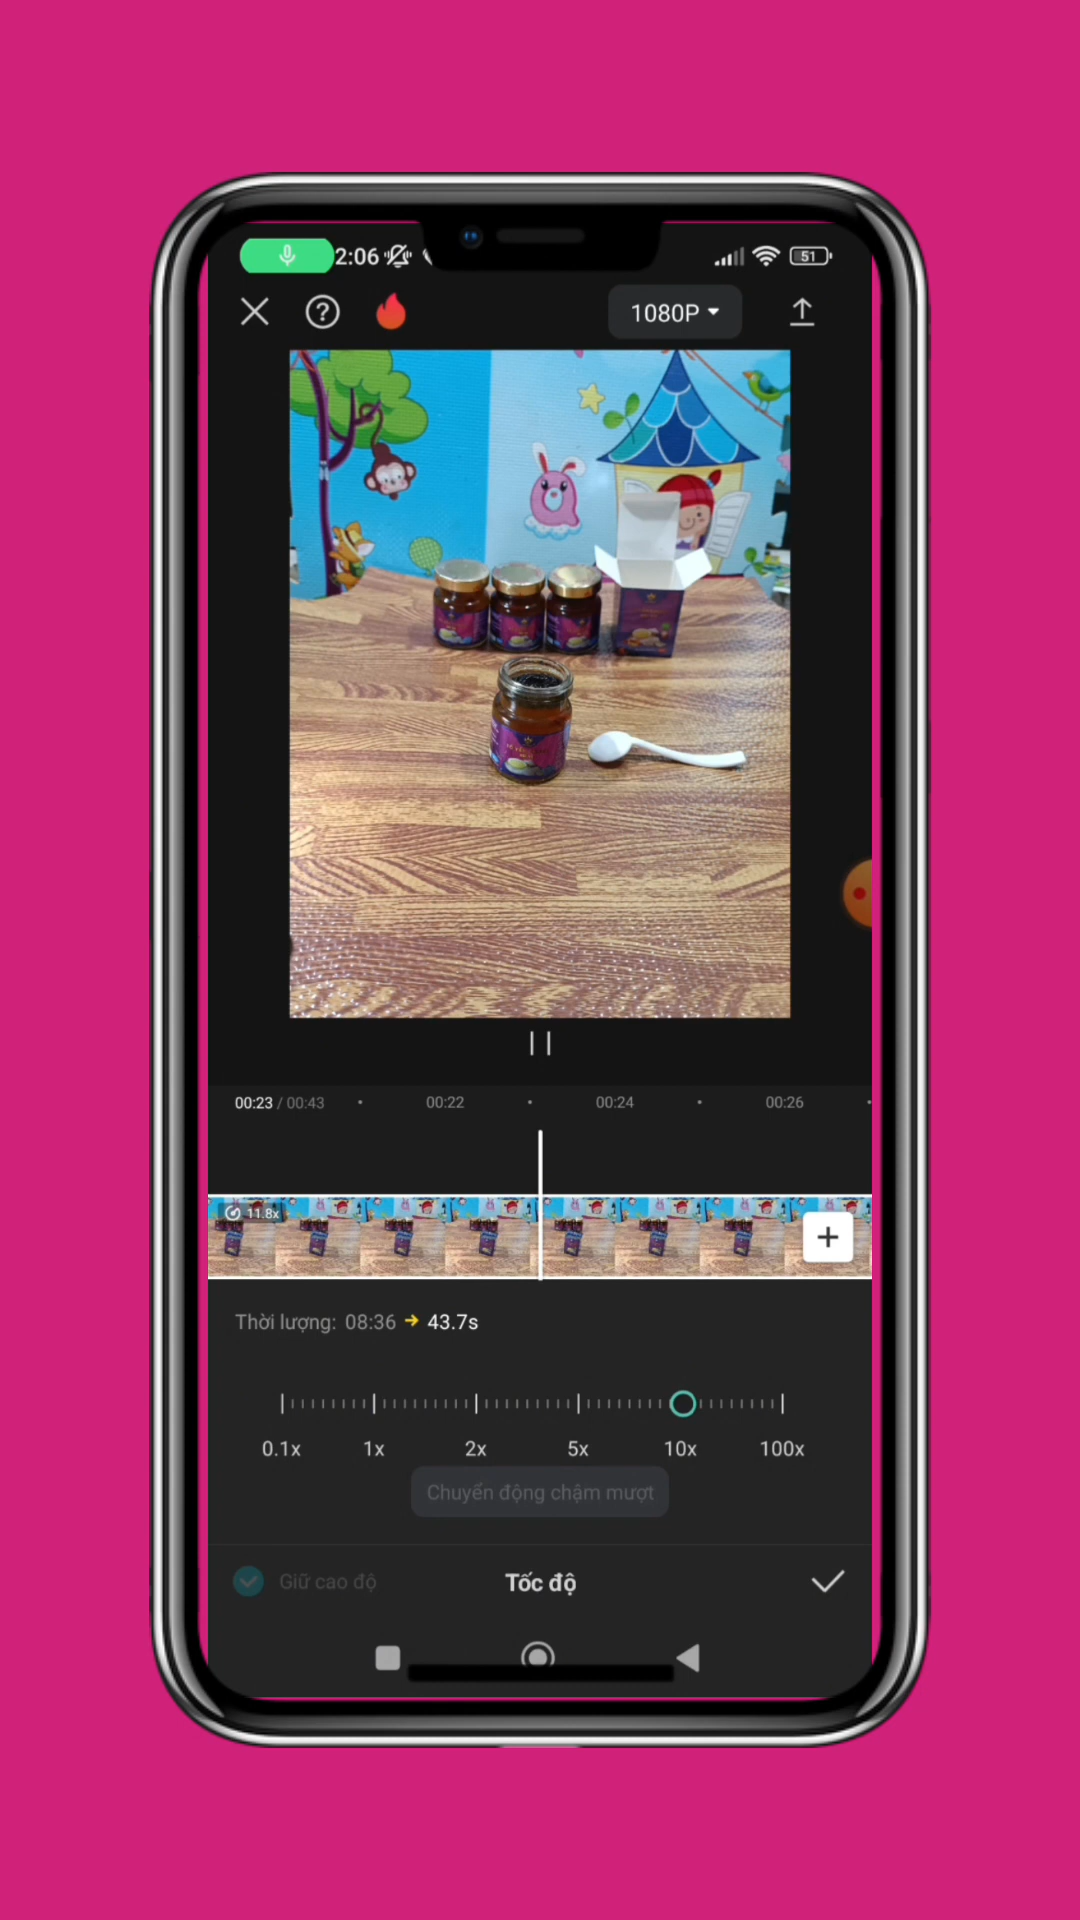 2:06 51
1080P
00:23 / 00:43 00:22 00:24 00:26
11.8x
Thời lượng: 08:36 → 43.7s
0.1x 1x 2x 5x 10x 100x
Chuyển động chậm mượt
Giữ cao độ Tốc độ